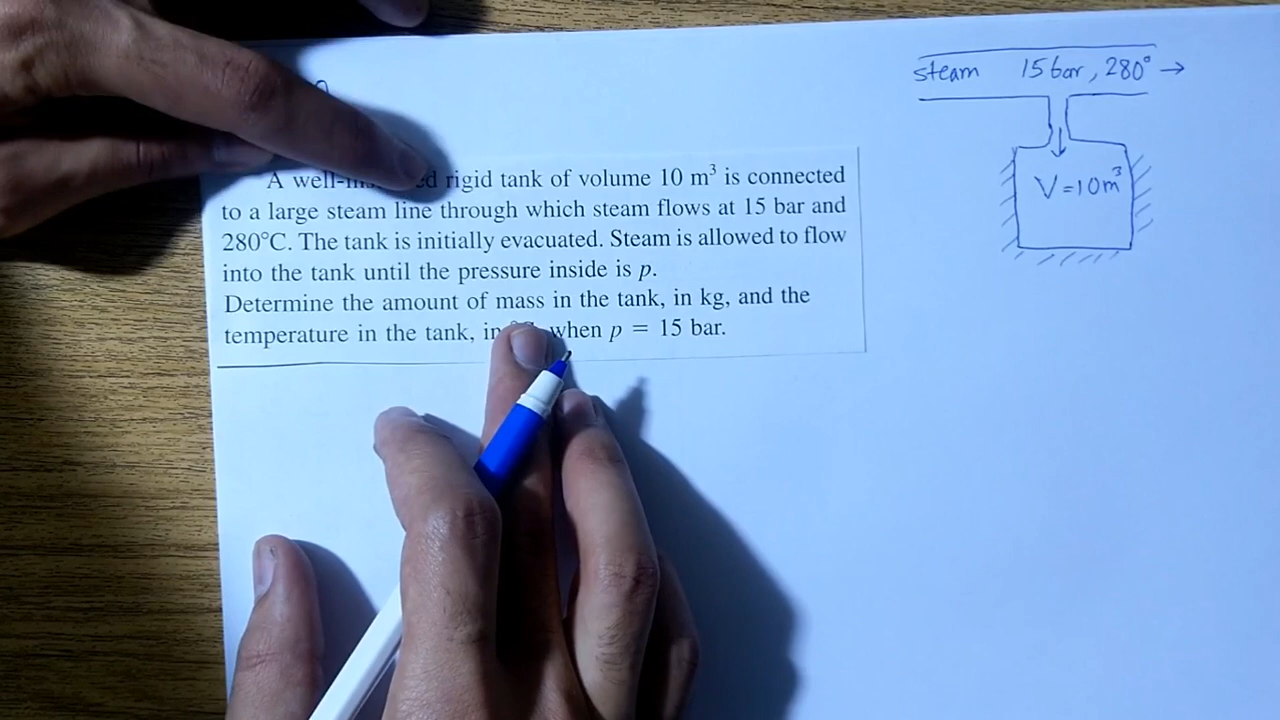 A well- ed rigid tank of volume 10 m³ is connected
to a large steam line through which steam flows at 15 bar and
280°C. The tank is initially evacuated. Steam is allowed to flow
into the tank until the pressure inside is p.
Determine the amount of mass in the tank, in kg, and the
temperature in the tank, in when p = 15 bar.
steam 15 bar, 280° →
V=10m³